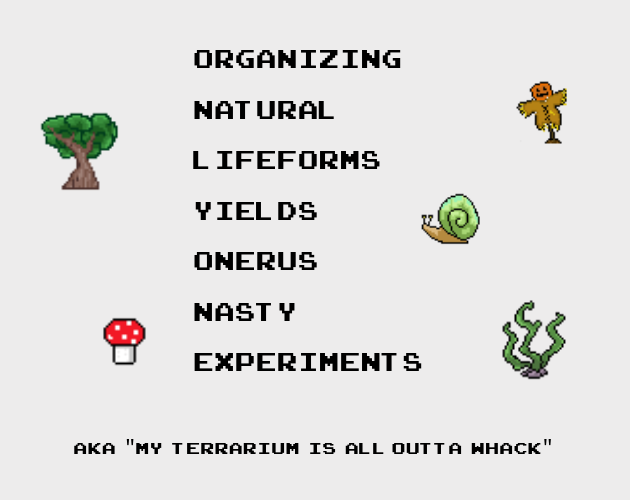 ORGANIZING
NATURAL
LIFEFORMS
YIELDS
ONERUS
NASTY
EXPERIMENTS
AKA "MY TERRARIUM IS ALL OUTTA WHACK"